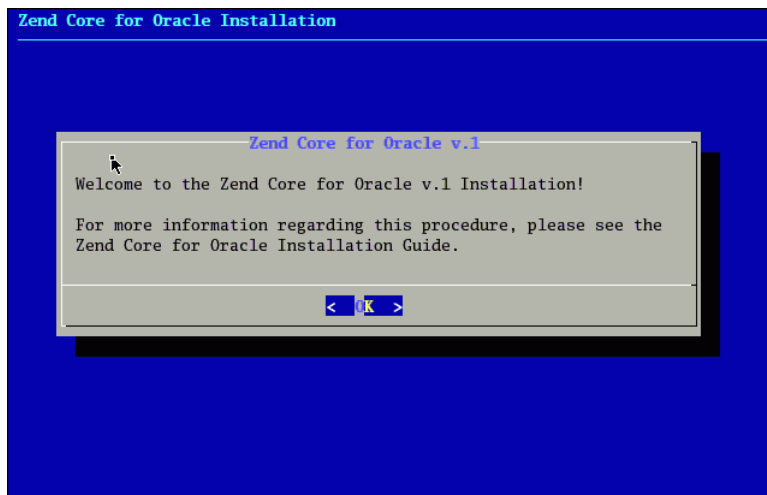 Zend Core for Oracle Installation
Zend Core for Oracle v.1
Welcome to the Zend Core for Oracle v.1 Installation!
For more information regarding this procedure, please see the
Zend Core for Oracle Installation Guide.
< OK >